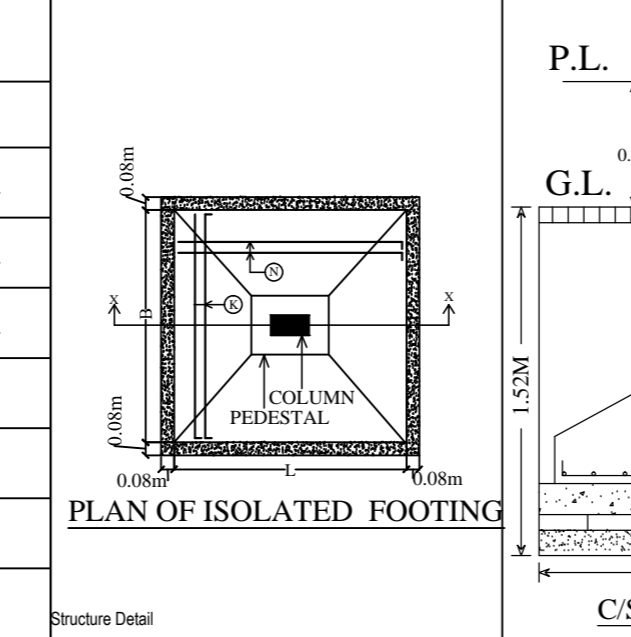 P.L.
0.08m
G.L.
N
K
X
X
B
COLUMN
PEDESTAL
1.52M
0.08m
L
0.08m
0.08m
PLAN OF ISOLATED FOOTING
C/S
Structure Detail